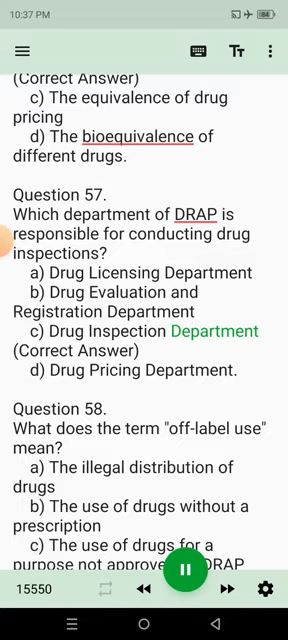 10:37 PM
(Correct Answer)
c) The equivalence of drug
pricing
d) The bioequivalence of
different drugs.
Question 57.
Which department of DRAP is
responsible for conducting drug
inspections?
a) Drug Licensing Department
b) Drug Evaluation and
Registration Department
c) Drug Inspection Department
(Correct Answer)
d) Drug Pricing Department.
Question 58.
What does the term "off-label use"
mean?
a) The illegal distribution of
drugs
b) The use of drugs without a
prescription
c) The use of drugs for a
purpose not approve DRAP
15550